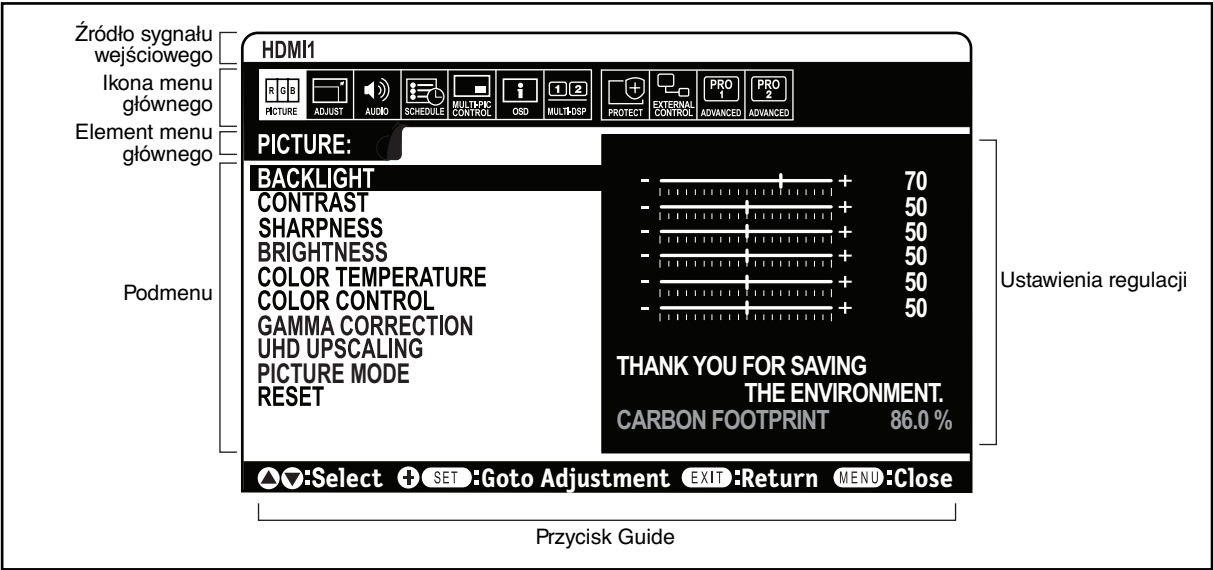 Źródło sygnału
wejściowego
HDMI1
Ikona menu
głównego
R G B
PICTURE
ADJUST
AUDIO
SCHEDULE
MULTI-PIC
CONTROL
OSD
1 2
MULTI-DSP
PROTECT
EXTERNAL
CONTROL
PRO
1
ADVANCED
PRO
2
ADVANCED
Element menu
głównego
PICTURE:
Podmenu
BACKLIGHT - + 70
CONTRAST - + 50
SHARPNESS - + 50
BRIGHTNESS - + 50
COLOR TEMPERATURE - + 50
COLOR CONTROL - + 50
GAMMA CORRECTION
UHD UPSCALING
PICTURE MODE
RESET
THANK YOU FOR SAVING
THE ENVIRONMENT.
CARBON FOOTPRINT 86.0 %
Ustawienia regulacji
:Select SET :Goto Adjustment EXIT :Return MENU :Close
Przycisk Guide